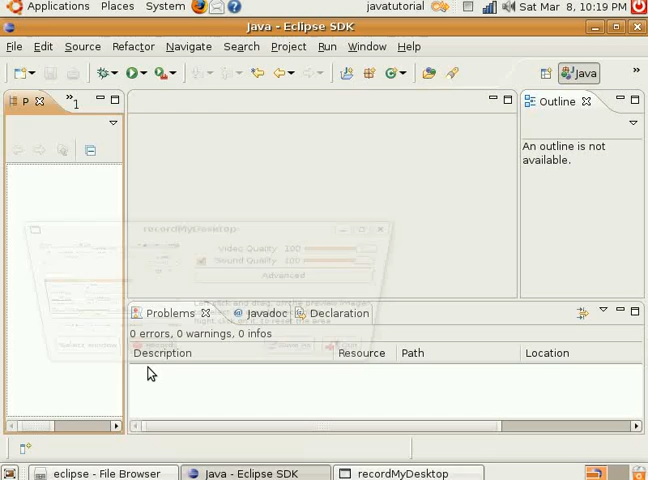 Applications Places System javatutorial Sat Mar 8, 10:19 PM
Java - Eclipse SDK
File Edit Source Refactor Navigate Search Project Run Window Help
Java »
P »1 Outline
An outline is not
available.
recordMyDesktop
Video Quality 100
Sound Quality 100
Advanced
Problems @ Javadoc Declaration
0 errors, 0 warnings, 0 infos
Select Window
Description Resource Path Location
eclipse - File Browser Java - Eclipse SDK recordMyDesktop